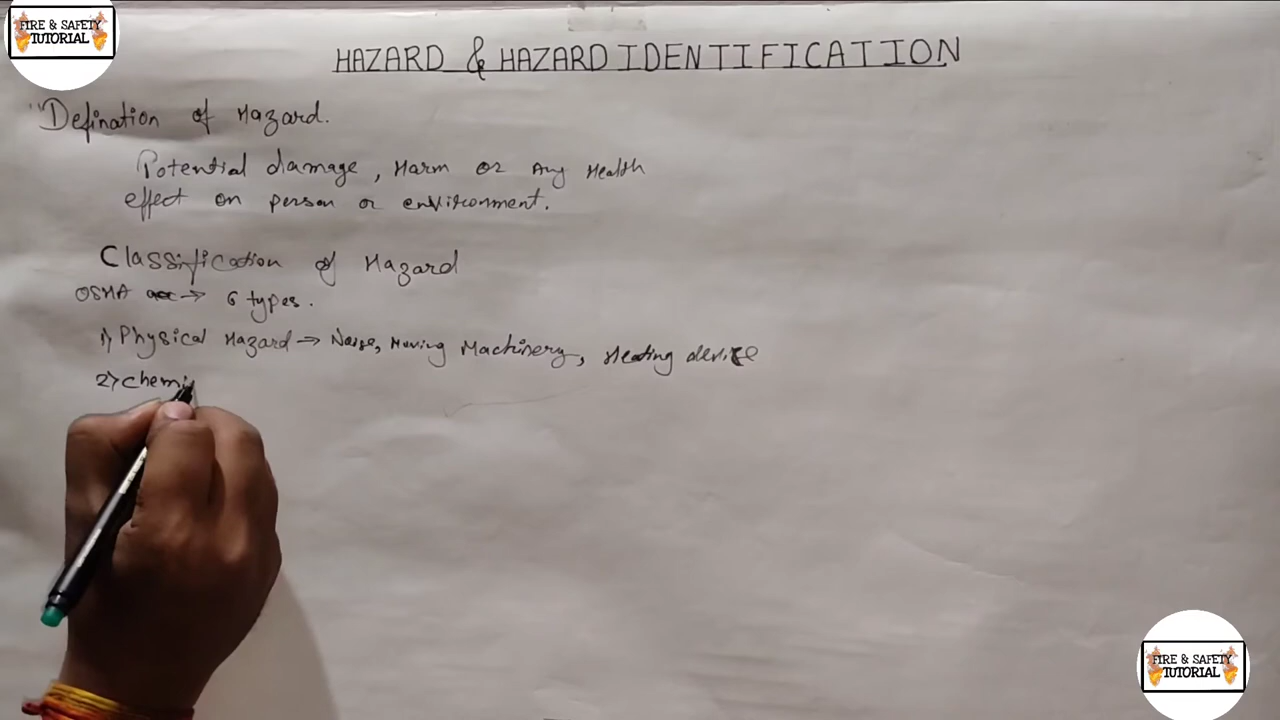 FIRE & SAFETY
TUTORIAL
HAZARD & HAZARD IDENTIFICATION
"Defination of Hazard.
Potential damage, Harm or Any Health
effect on person or environment.
Classification of Hazard
OSHA → 6 types.
1) Physical Hazard → Noise, Moving Machinery, Heating device
2) chemi
FIRE & SAFETY
TUTORIAL